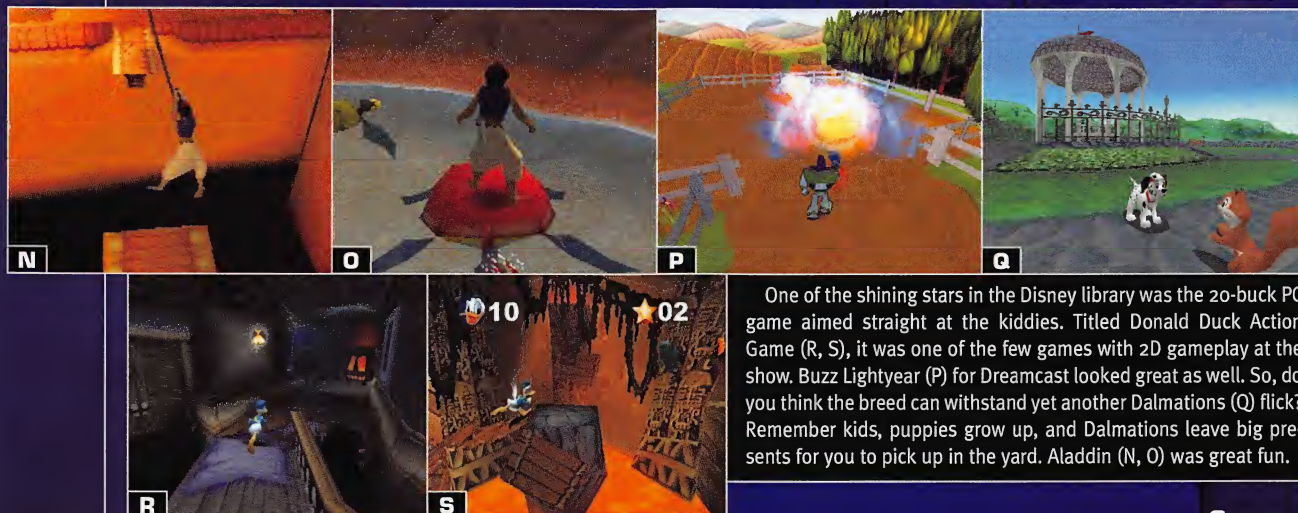 N
O
P
Q
R
10
02
S
One of the shining stars in the Disney library was the 20-buck PC
game aimed straight at the kiddies. Titled Donald Duck Action
Game (R, S), it was one of the few games with 2D gameplay at the
show. Buzz Lightyear (P) for Dreamcast looked great as well. So, do
you think the breed can withstand yet another Dalmations (Q) flick?
Remember kids, puppies grow up, and Dalmations leave big pre-
sents for you to pick up in the yard. Aladdin (N, O) was great fun.